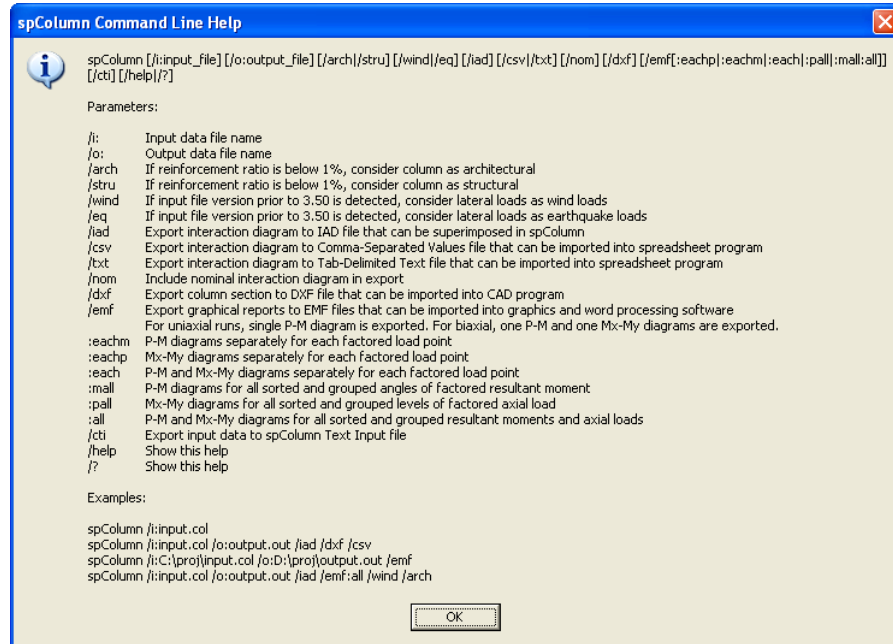 spColumn Command Line Help
spColumn [/i:input_file] [/o:output_file] [/arch|/stru] [/wind|/eq] [/iad] [/csv|/txt] [/nom] [/dxf] [/emf[:eachp|:eachm|:each|:pall|:mall:all]]
[/cti] [/help|/?]
Parameters:
/i: Input data file name
/o: Output data file name
/arch If reinforcement ratio is below 1%, consider column as architectural
/stru If reinforcement ratio is below 1%, consider column as structural
/wind If input file version prior to 3.50 is detected, consider lateral loads as wind loads
/eq If input file version prior to 3.50 is detected, consider lateral loads as earthquake loads
/iad Export interaction diagram to IAD file that can be superimposed in spColumn
/csv Export interaction diagram to Comma-Separated Values file that can be imported into spreadsheet program
/txt Export interaction diagram to Tab-Delimited Text file that can be imported into spreadsheet program
/nom Include nominal interaction diagram in export
/dxf Export column section to DXF file that can be imported into CAD program
/emf Export graphical reports to EMF files that can be imported into graphics and word processing software
For uniaxial runs, single P-M diagram is exported. For biaxial, one P-M and one Mx-My diagrams are exported.
:eachm P-M diagrams separately for each factored load point
:eachp Mx-My diagrams separately for each factored load point
:each P-M and Mx-My diagrams separately for each factored load point
:mall P-M diagrams for all sorted and grouped angles of factored resultant moment
:pall Mx-My diagrams for all sorted and grouped levels of factored axial load
:all P-M and Mx-My diagrams for all sorted and grouped resultant moments and axial loads
/cti Export input data to spColumn Text Input file
/help Show this help
/? Show this help
Examples:
spColumn /i:input.col
spColumn /i:input.col /o:output.out /iad /dxf /csv
spColumn /i:C:\proj\input.col /o:D:\proj\output.out /emf
spColumn /i:input.col /o:output.out /iad /emf:all /wind /arch
OK